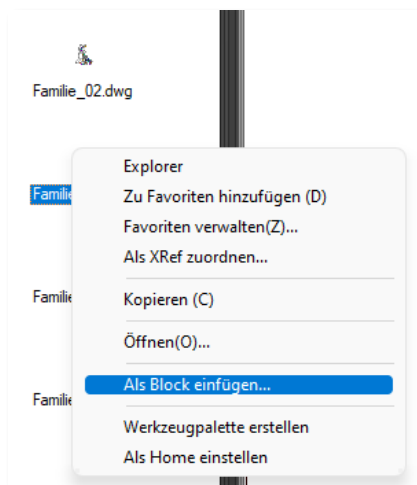 Familie_02.dwg
Familie
Explorer
Zu Favoriten hinzufügen (D)
Favoriten verwalten(Z)...
Als XRef zuordnen...
Familie
Kopieren (C)
Öffnen(O)...
Als Block einfügen...
Familie
Werkzeugpalette erstellen
Als Home einstellen